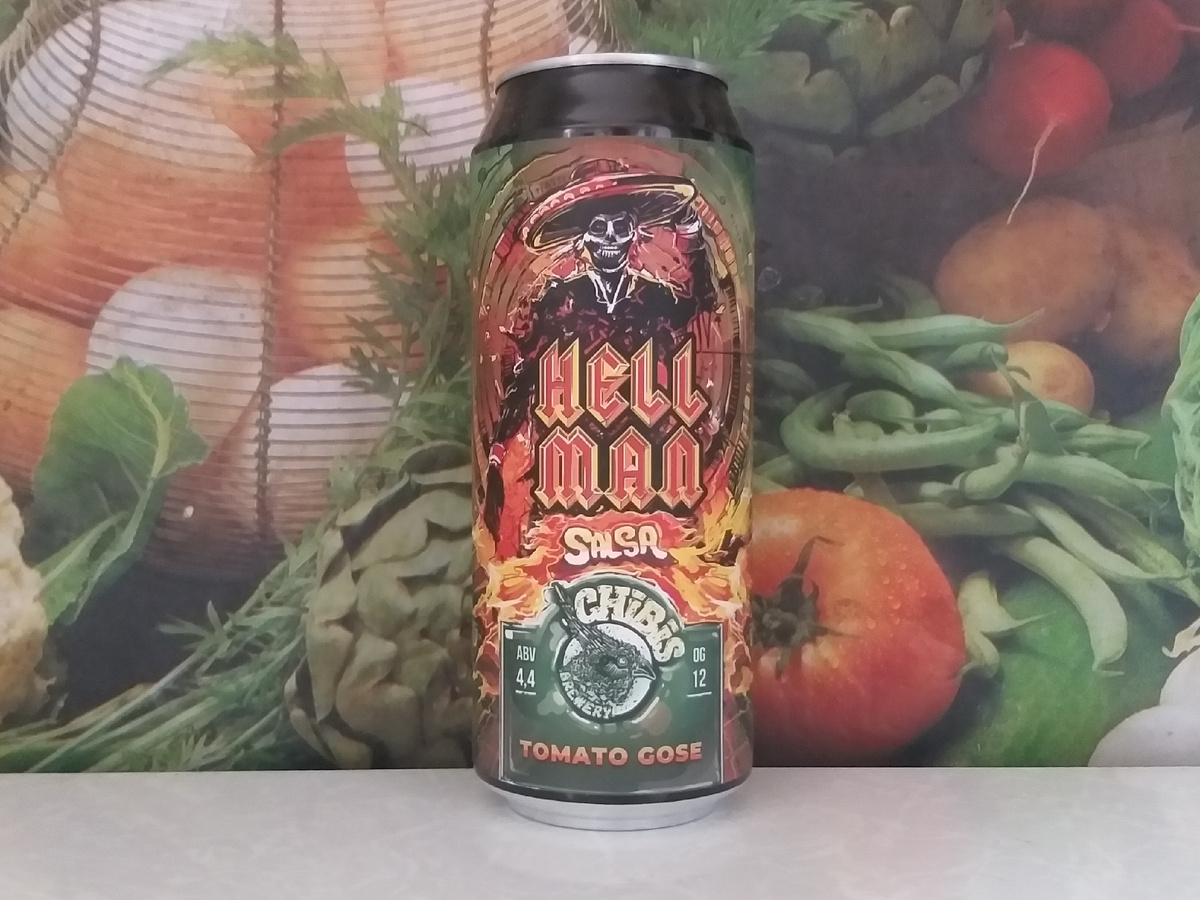 HELL
MAN
SALSA
CHiBiS
BREWERY
ABV
4,4
OG
12
TOMATO GOSE